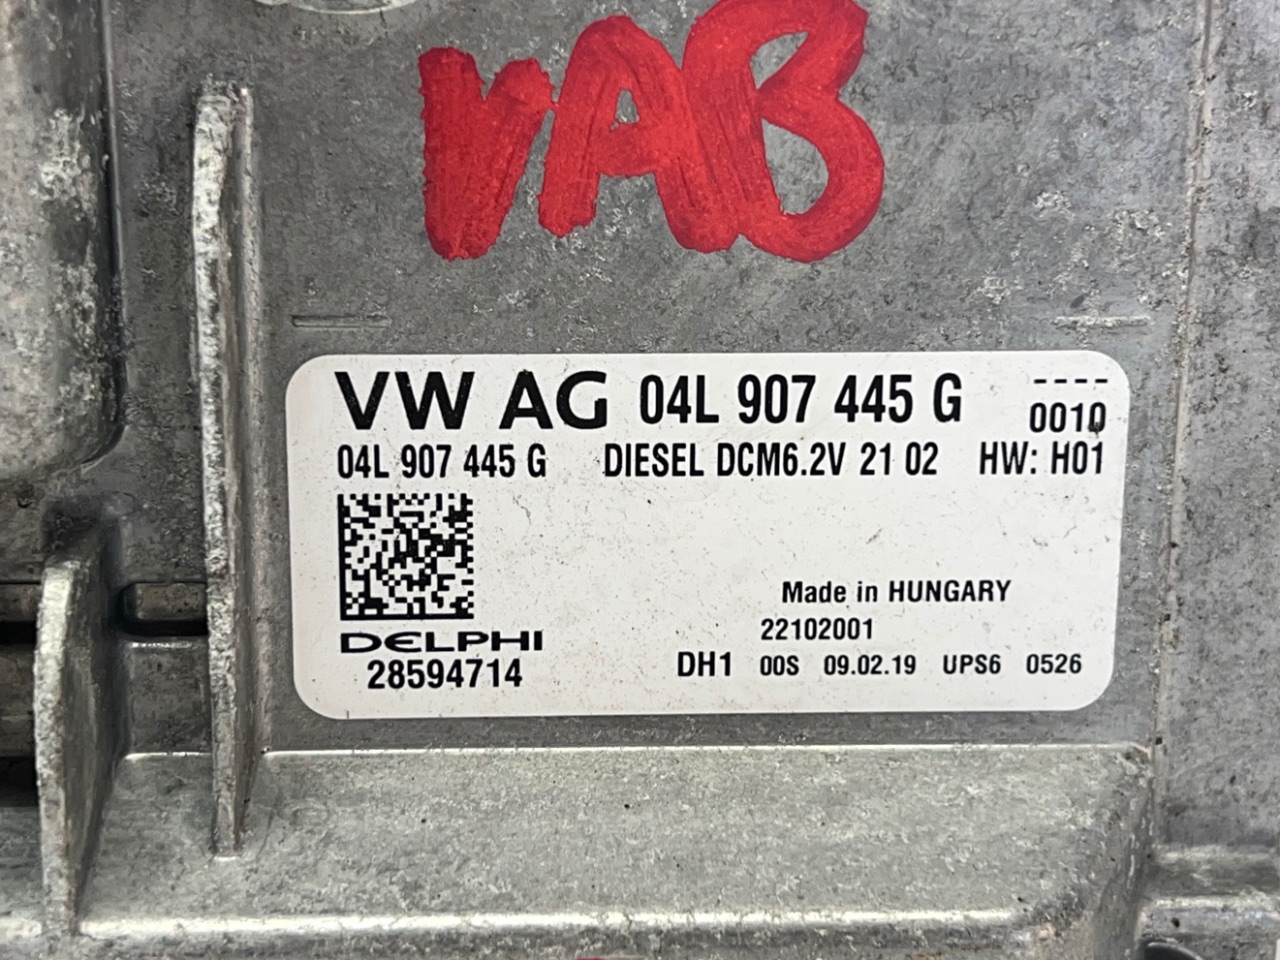 VAB
VW AG 04L 907 445 G ----
0010
04L 907 445 G DIESEL DCM6.2V 21 02 HW: H01
Made in HUNGARY
22102001
DELPHI
28594714
DH1 00S 09.02.19 UPS6 0526